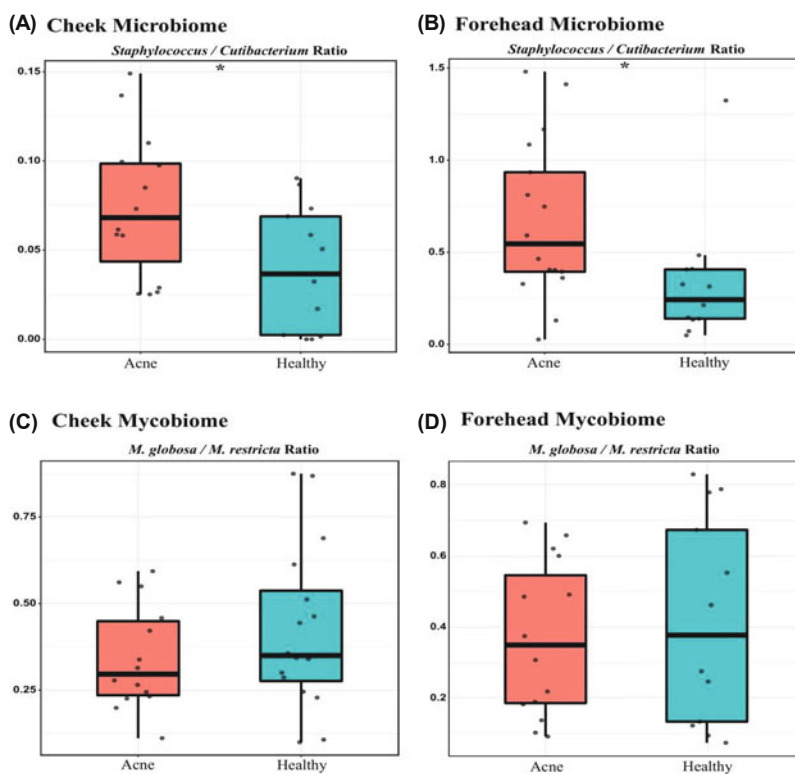 (A) Cheek Microbiome
Staphylococcus / Cutibacterium Ratio
*
0.15
0.10
0.05
0.00
Acne Healthy
(B) Forehead Microbiome
Staphylococcus / Cutibacterium Ratio
*
1.5
1.0
0.5
0.0
Acne Healthy
(C) Cheek Mycobiome
M. globosa / M. restricta Ratio
0.75
0.50
0.25
Acne Healthy
(D) Forehead Mycobiome
M. globosa / M. restricta Ratio
0.8
0.6
0.4
0.2
Acne Healthy